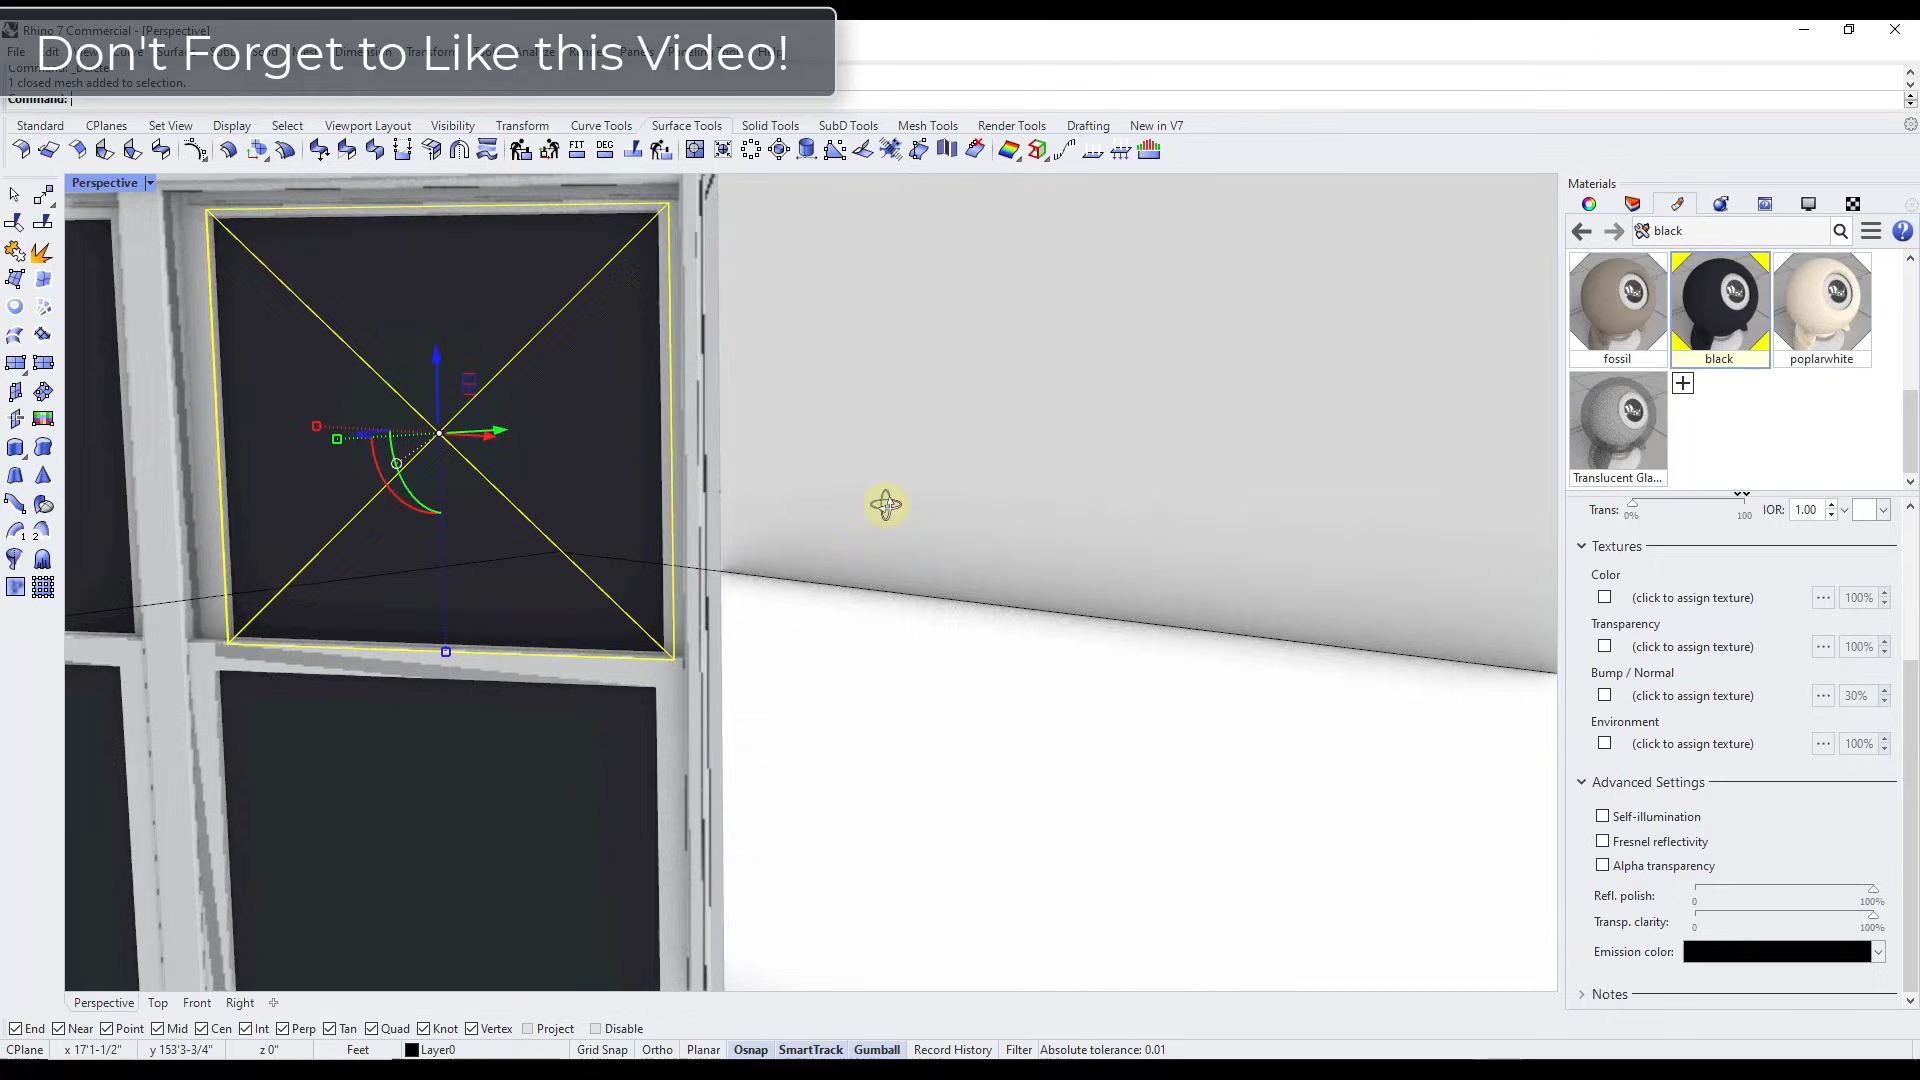 Rhino 7 Commercial - [Perspective]
Don't Forget to Like this Video!
1 closed mesh added to selection.
Command:
Standard CPlanes Set View Display Select Viewport Layout Visibility Transform Curve Tools Surface Tools Solid Tools SubD Tools Mesh Tools Render Tools Drafting New in V7
FIT DEG
Perspective
Materials
black
fossil black poplarwhite
Translucent Gla...
Trans: 0% 100 IOR: 1.00
Textures
Color
(click to assign texture) ... 100%
Transparency
(click to assign texture) ... 100%
Bump / Normal
(click to assign texture) ... 30%
Environment
(click to assign texture) ... 100%
Advanced Settings
Self-illumination
Fresnel reflectivity
Alpha transparency
Refl. polish: 0 100%
Transp. clarity: 0 100%
Emission color:
Notes
Perspective Top Front Right
End Near Point Mid Cen Int Perp Tan Quad Knot Vertex Project Disable
CPlane x 17'1-1/2" y 153'3-3/4" z 0" Feet Layer0 Grid Snap Ortho Planar Osnap SmartTrack Gumball Record History Filter Absolute tolerance: 0.01